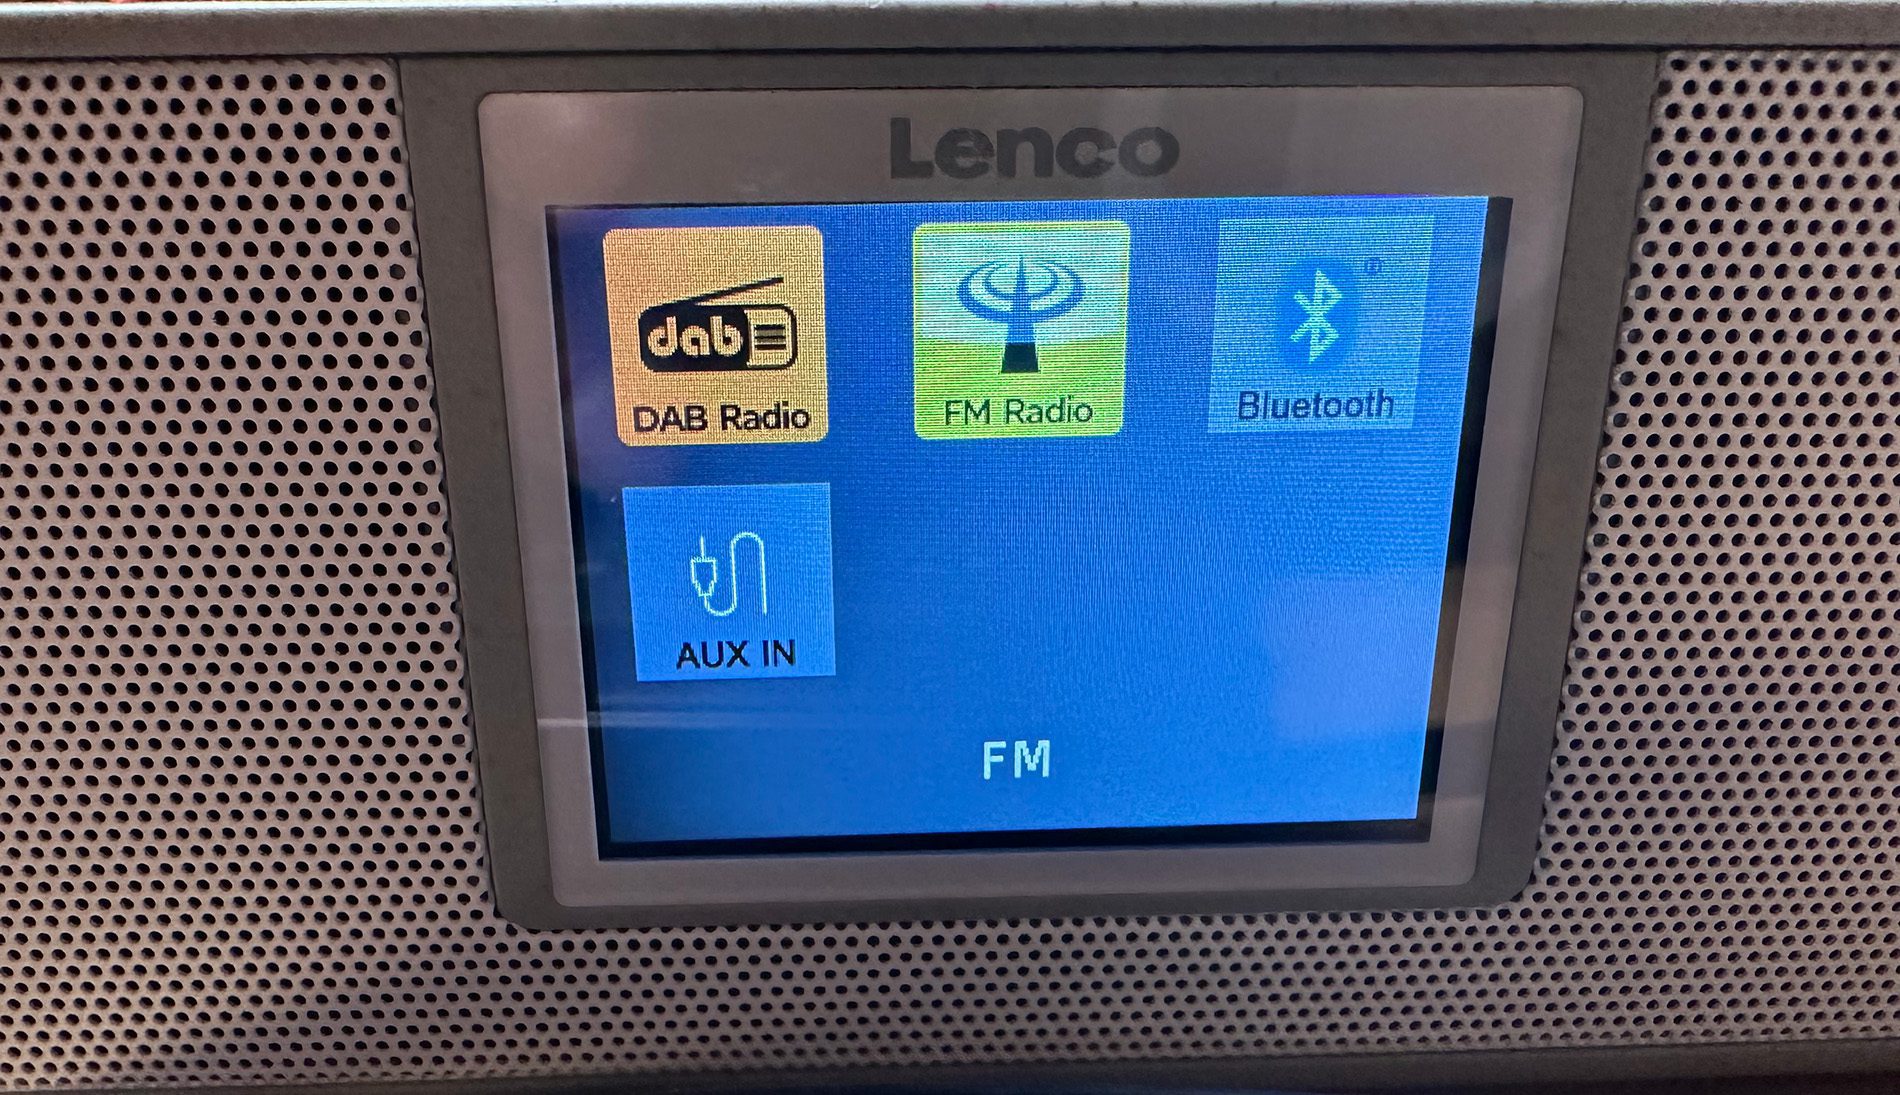 Lenco
dab
DAB Radio
FM Radio
®
Bluetooth
AUX IN
FM